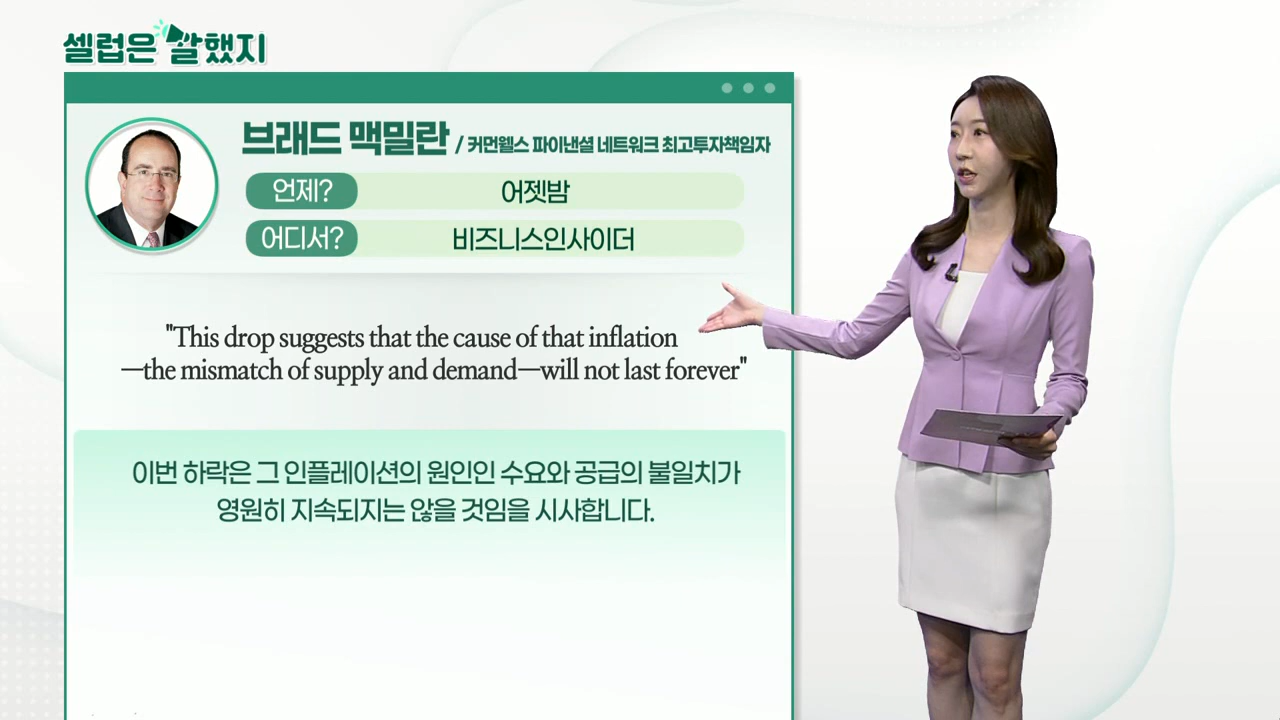 셀럽은 말했지
브래드 맥밀란 / 커먼웰스 파이낸셜 네트워크 최고투자책임자
언제? 어젯밤
어디서? 비즈니스인사이더
"This drop suggests that the cause of that inflation
—the mismatch of supply and demand—will not last forever"
이번 하락은 그 인플레이션의 원인인 수요와 공급의 불일치가
영원히 지속되지는 않을 것임을 시사합니다.